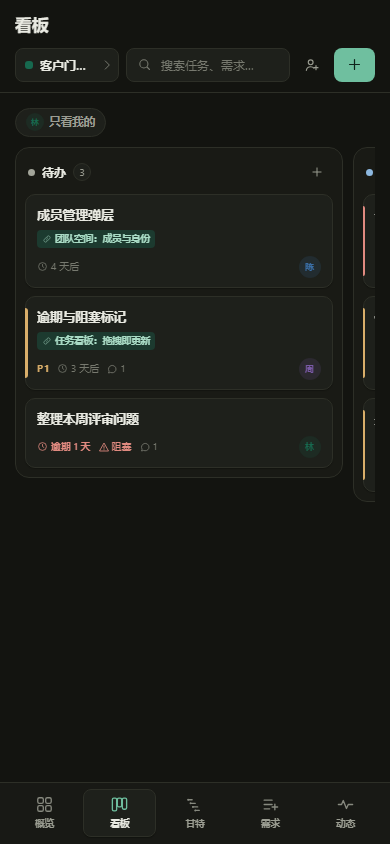 看板
客户门...
搜索任务、需求...
林 只看我的
待办 3
成员管理弹层
团队空间：成员与身份
4 天后 陈
逾期与阻塞标记
任务看板：拖拽即更新
P1 3 天后 1 周
整理本周评审问题
逾期 1 天 阻塞 1 林
概览 看板 甘特 需求 动态